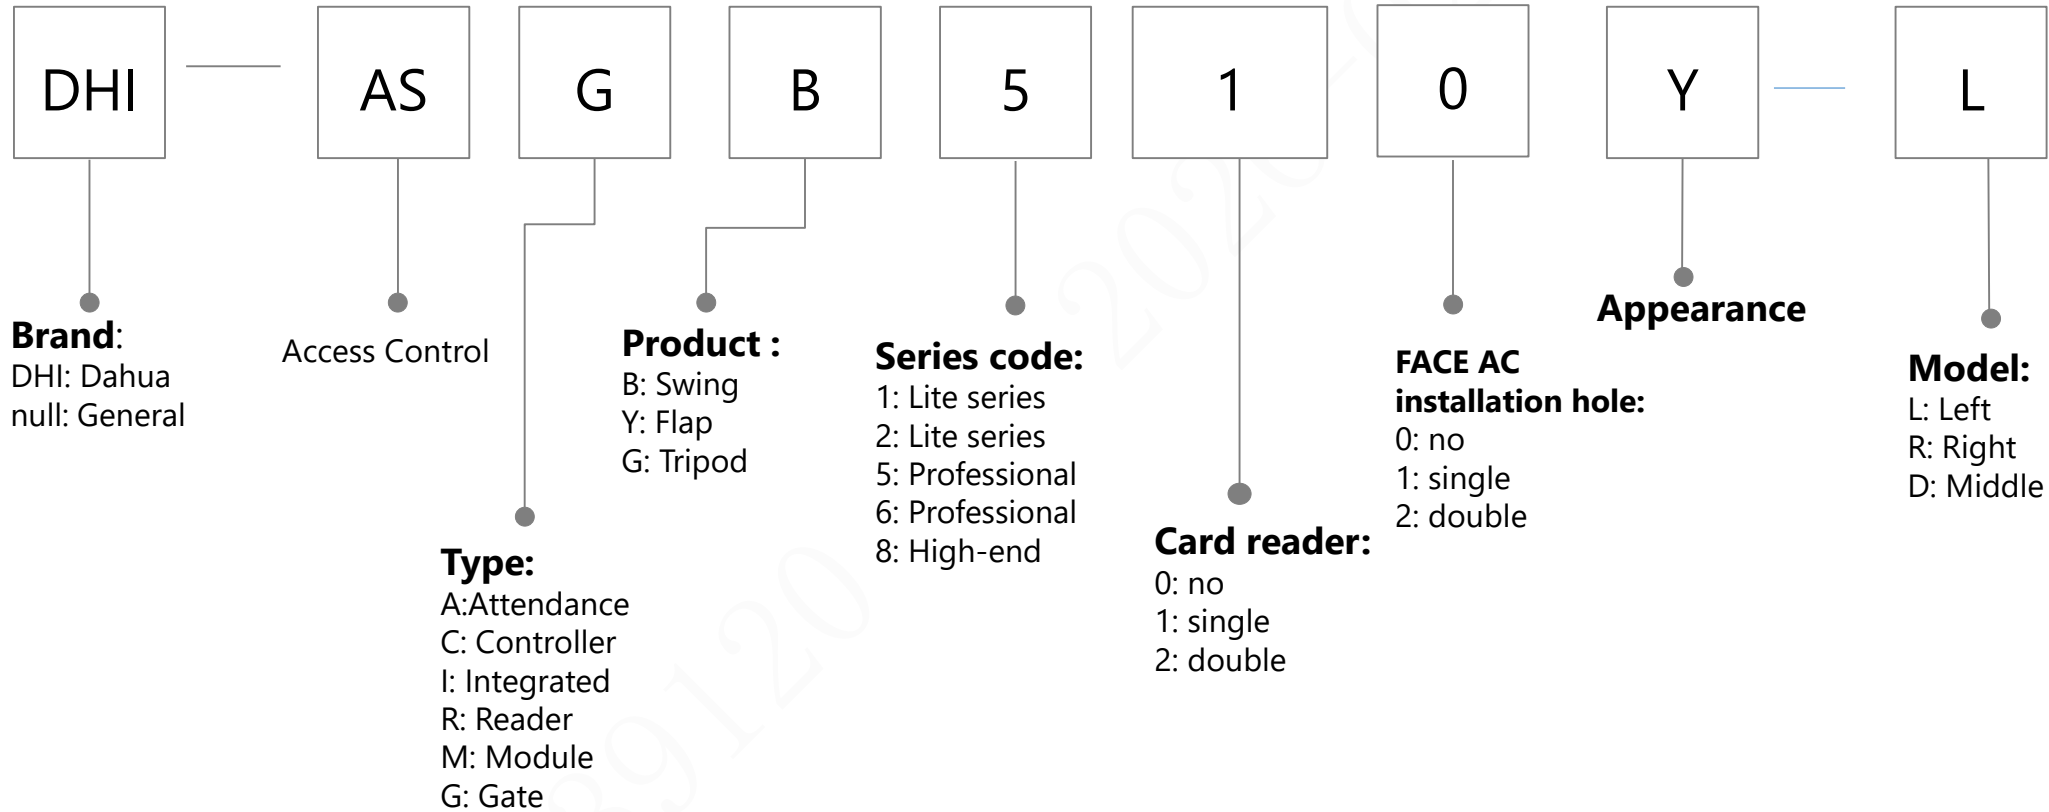 DHI AS G B 5 1 0 Y L
Brand:
DHI: Dahua
null: General
Access Control
Type:
A:Attendance
C: Controller
I: Integrated
R: Reader
M: Module
G: Gate
Product :
B: Swing
Y: Flap
G: Tripod
Series code:
1: Lite series
2: Lite series
5: Professional
6: Professional
8: High-end
Card reader:
0: no
1: single
2: double
FACE AC
installation hole:
0: no
1: single
2: double
Appearance
Model:
L: Left
R: Right
D: Middle